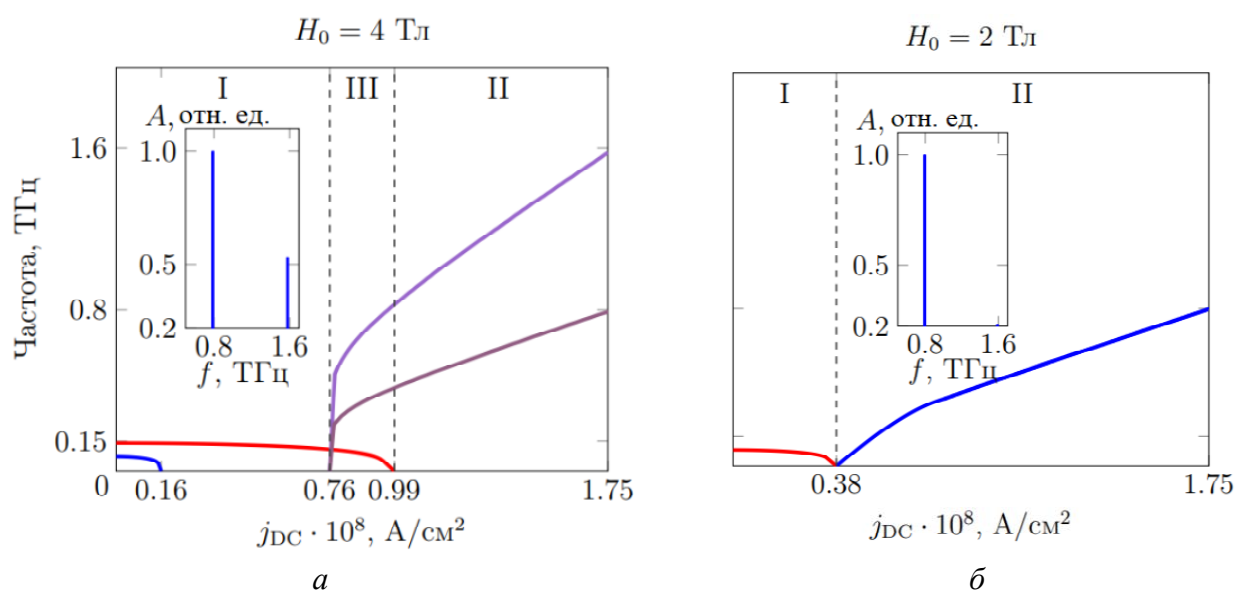 H₀ = 4 Тл
I
III
II
A, отн. ед.
1.0
0.5
0.2
0.8
1.6
f, ТГц
Частота, ТГц
1.6
0.8
0.15
0
0.16
0.76
0.99
1.75
j_DC · 10⁸, А/см²
а
H₀ = 2 Тл
I
II
A, отн. ед.
1.0
0.5
0.2
0.8
1.6
f, ТГц
0.38
1.75
j_DC · 10⁸, А/см²
б